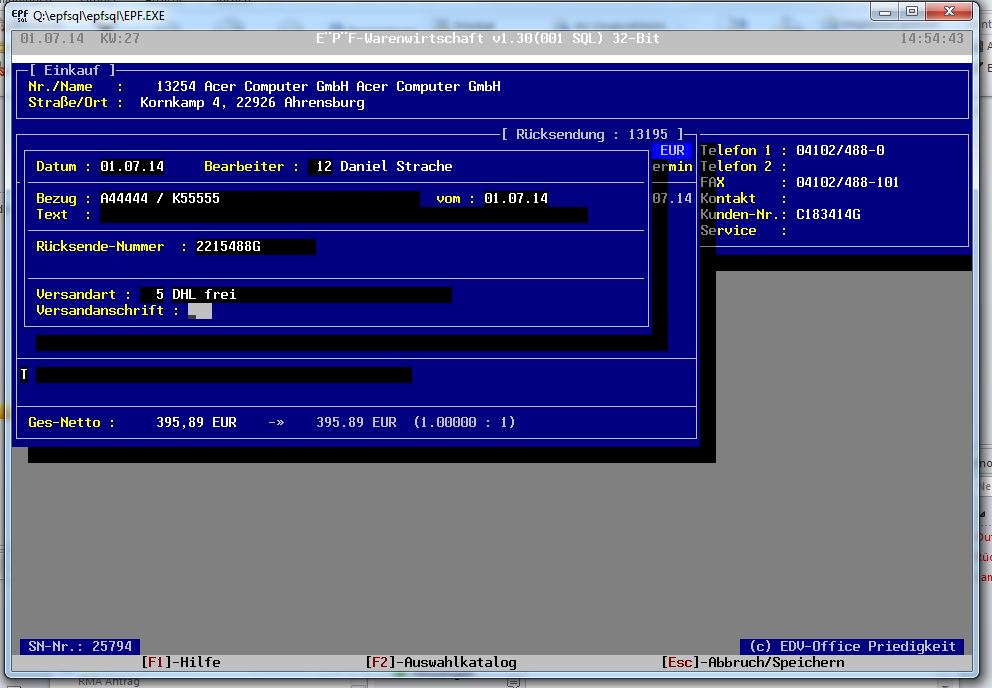 EPF SQL Q:\epfsql\epfsql\EPF.EXE
01.07.14 KW:27 E¨P¨F-Warenwirtschaft v1.30(001 SQL) 32-Bit 14:54:43
[ Einkauf ]
Nr./Name : 13254 Acer Computer GmbH Acer Computer GmbH
Straße/Ort : Kornkamp 4, 22926 Ahrensburg
[ Rücksendung : 13195 ]
EUR Telefon 1 : 04102/488-0
Datum : 01.07.14 Bearbeiter : 12 Daniel Strache ermin Telefon 2 :
FAX : 04102/488-101
Bezug : A44444 / K55555 vom : 01.07.14 07.14 Kontakt :
Text : Kunden-Nr.: C183414G
Service :
Rücksende-Nummer : 2215488G
Versandart : 5 DHL frei
Versandanschrift :
T
Ges-Netto : 395,89 EUR -» 395.89 EUR (1.00000 : 1)
SN-Nr.: 25794 (c) EDV-Office Priedigkeit
[F1]-Hilfe [F2]-Auswahlkatalog [Esc]-Abbruch/Speichern
RMA Antrag